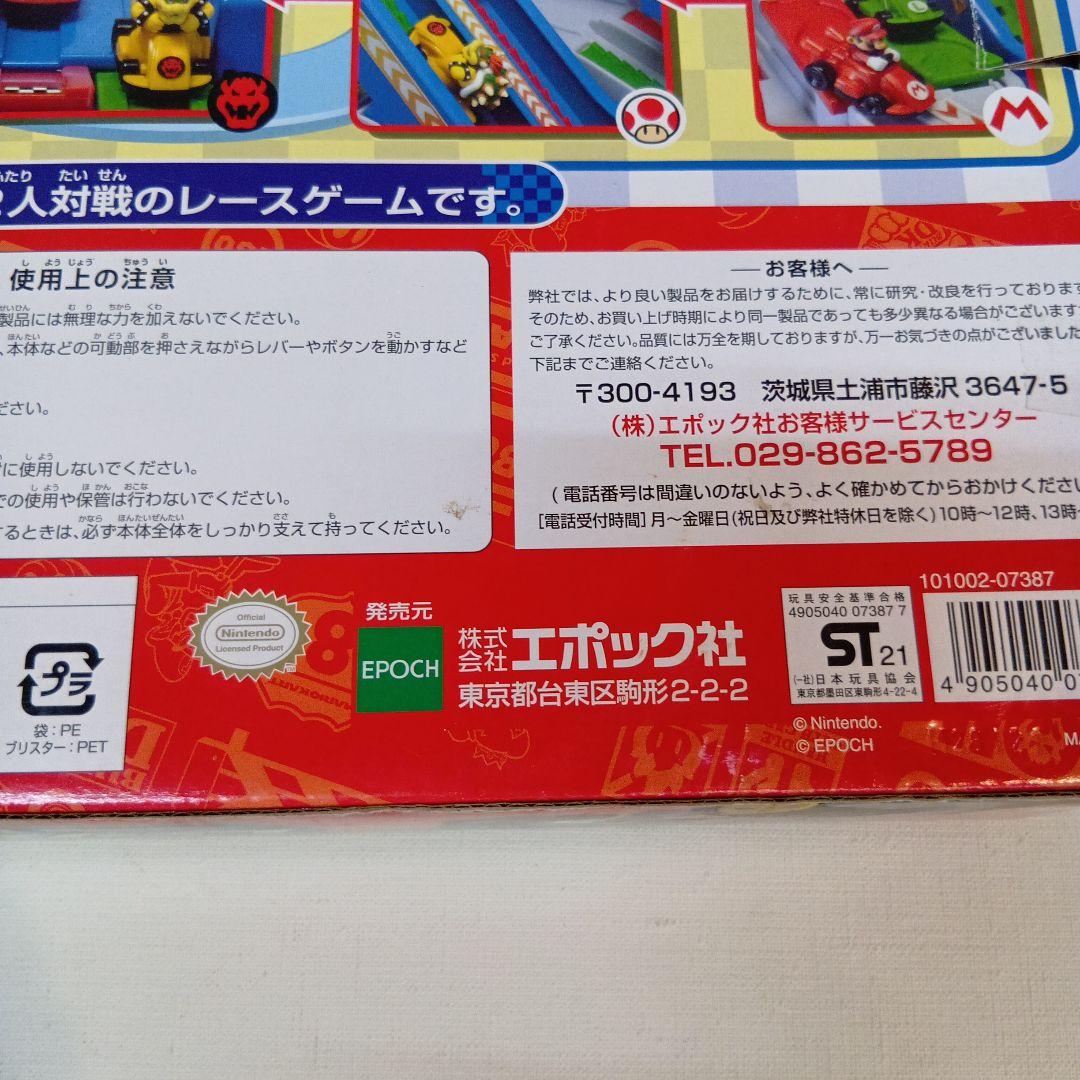 2人対戦のレースゲームです。
使用上の注意
製品には無理な力を加えないでください。
、本体などの可動部を押さえながらレバーやボタンを動かすなど
ださい。
に使用しないでください。
での使用や保管は行わないでください。
するときは、必ず本体全体をしっかり支えて持ってください。
お客様へ
弊社では、より良い製品をお届けするために、常に研究・改良を行っております
そのため、お買い上げ時期により同一製品であっても多少異なる場合がございます
ご了承ください。品質には万全を期しておりますが、万一お気づきの点がございました
下記までご連絡ください。
〒300-4193 茨城県土浦市藤沢3647-5
(株)エポック社お客様サービスセンター
TEL.029-862-5789
(電話番号は間違いのないよう、よく確かめてからおかけくださ
[電話受付時間]月～金曜日(祝日及び弊社特休日を除く)10時～12時、13時～
プラ
袋:PE
ブリスター:PET
Official
Nintendo
Licensed Product
発売元
EPOCH
株式会社エポック社
東京都台東区駒形2-2-2
玩具安全基準合格
4905040 07387 7
ST 21
(一社)日本玩具協会
東京都墨田区東駒形4-22-4
© Nintendo.
© EPOCH
101002-07387
4 905040 07